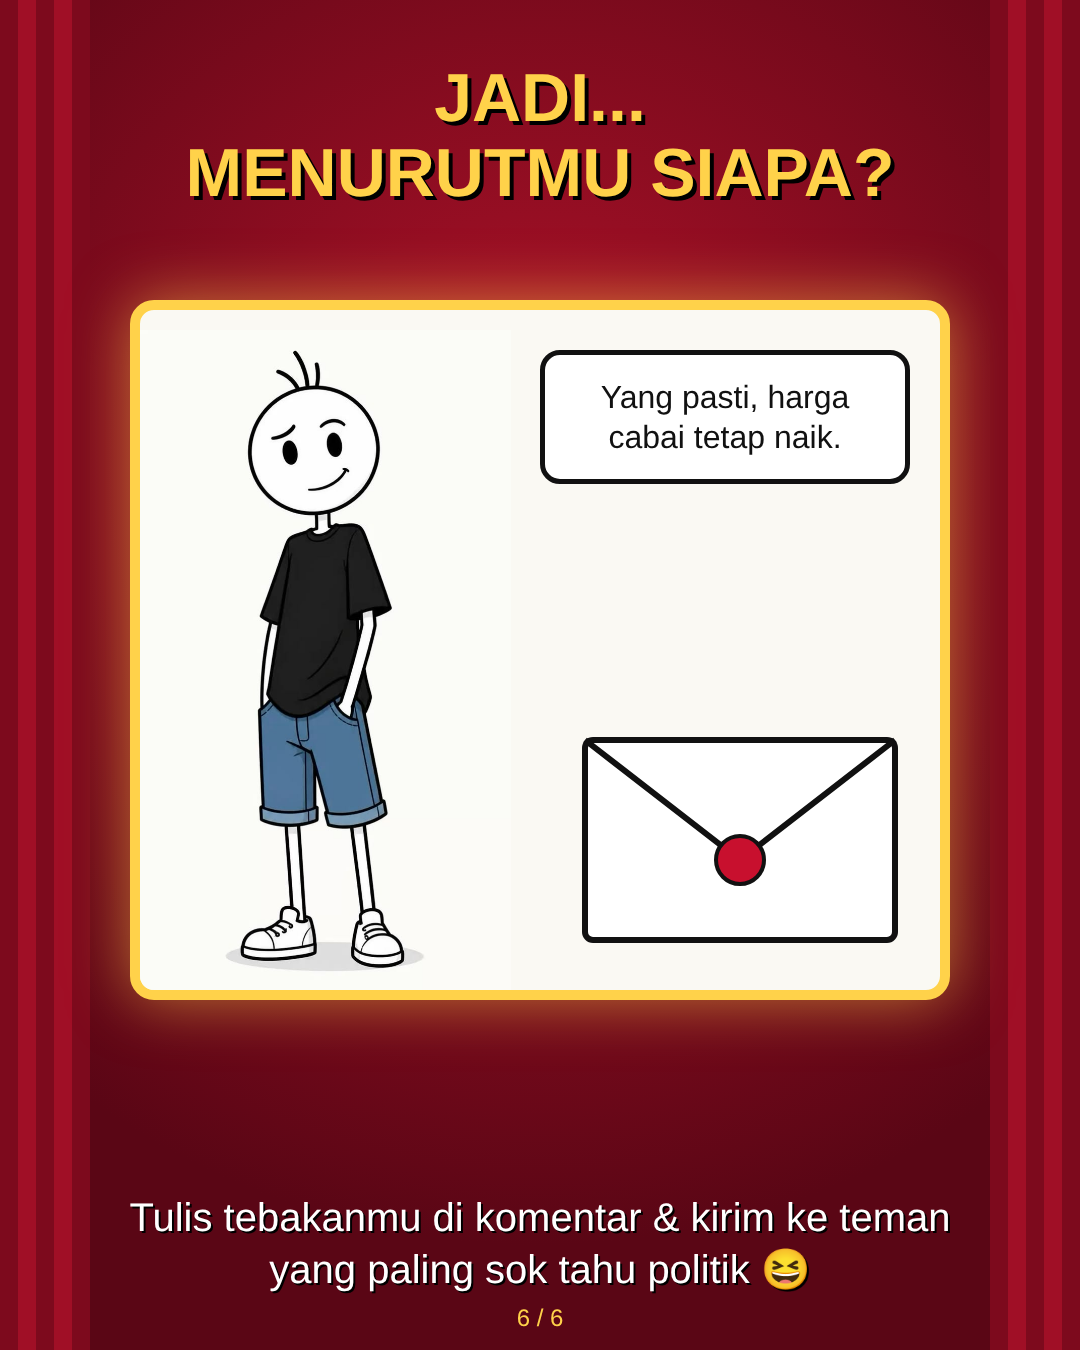 JADI...
MENURUTMU SIAPA?
Yang pasti, harga
cabai tetap naik.
Tulis tebakanmu di komentar & kirim ke teman
yang paling sok tahu politik 😆
6 / 6